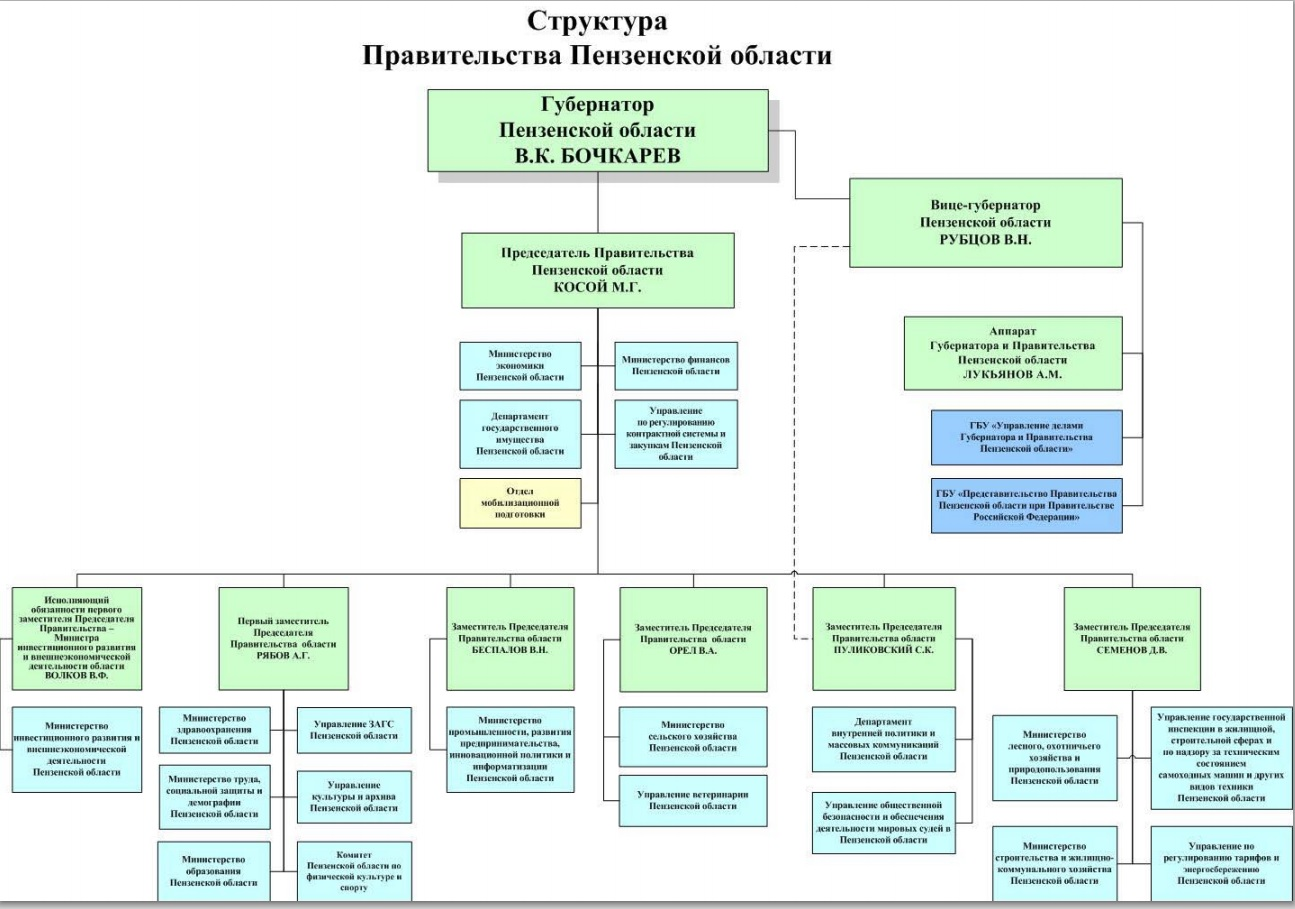 Структура
Правительства Пензенской области
Губернатор
Пензенской области
В.К. БОЧКАРЕВ
Вице-губернатор
Пензенской области
РУБЦОВ В.Н.
Председатель Правительства
Пензенской области
КОСОЙ М.Г.
Аппарат
Губернатора и Правительства
Пензенской области
ЛУКЬЯНОВ А.М.
Министерство
экономики
Пензенской области
Министерство финансов
Пензенской области
Департамент
государственного
имущества
Пензенской области
Управление
по регулированию
контрактной системы и
закупкам Пензенской
области
ГБУ «Управление делами
Губернатора и Правительства
Пензенской области»
Отдел
мобилизационной
подготовки
ГБУ «Представительство Правительства
Пензенской области при Правительстве
Российской Федерации»
Исполняющий
обязанности первого
заместителя Председателя
Правительства –
Министра
инвестиционного развития
и внешнеэкономической
деятельности области
ВОЛКОВ В.Ф.
Первый заместитель
Председателя
Правительства области
РЯБОВ А.Г.
Заместитель Председателя
Правительства области
БЕСПАЛОВ В.Н.
Заместитель Председателя
Правительства области
ОРЕЛ В.А.
Заместитель Председателя
Правительства области
ПУЛИКОВСКИЙ С.К.
Заместитель Председателя
Правительства области
СЕМЕНОВ Д.В.
Министерство
инвестиционного развития и
внешнеэкономической
деятельности
Пензенской области
Министерство
здравоохранения
Пензенской области
Управление ЗАГС
Пензенской области
Министерство труда,
социальной защиты и
демографии
Пензенской области
Управление
культуры и архива
Пензенской области
Министерство
образования
Пензенской области
Комитет
Пензенской области по
физической культуре и
спорту
Министерство
промышленности, развития
предпринимательства,
инновационной политики и
информатизации
Пензенской области
Министерство
сельского хозяйства
Пензенской области
Управление ветеринарии
Пензенской области
Департамент
внутренней политики и
массовых коммуникаций
Пензенской области
Управление общественной
безопасности и обеспечения
деятельности мировых судей в
Пензенской области
Министерство
лесного, охотничьего
хозяйства и
природопользования
Пензенской области
Управление государственной
инспекции в жилищной,
строительной сферах и
по надзору за техническим
состоянием
самоходных машин и других
видов техники
Пензенской области
Министерство
строительства и жилищно-
коммунального хозяйства
Пензенской области
Управление по
регулированию тарифов и
энергосбережению
Пензенской области